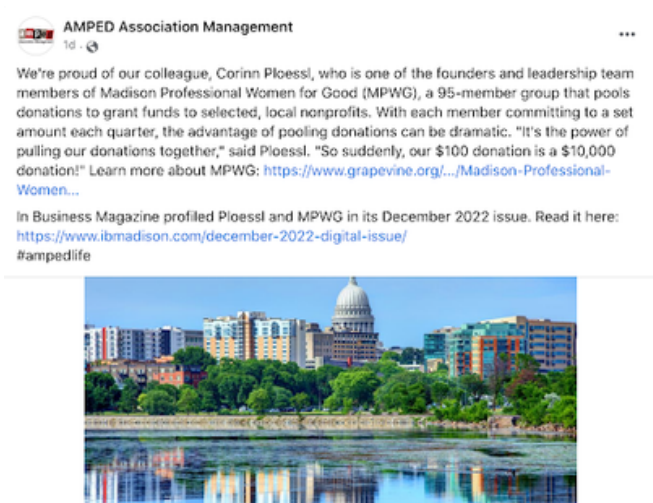 AMPED Association Management
1d ·
We're proud of our colleague, Corinn Ploessl, who is one of the founders and leadership team
members of Madison Professional Women for Good (MPWG), a 95-member group that pools
donations to grant funds to selected, local nonprofits. With each member committing to a set
amount each quarter, the advantage of pooling donations can be dramatic. "It's the power of
pulling our donations together," said Ploessl. "So suddenly, our $100 donation is a $10,000
donation!" Learn more about MPWG: https://www.grapevine.org/.../Madison-Professional-
Women...
In Business Magazine profiled Ploessl and MPWG in its December 2022 issue. Read it here:
https://www.ibmadison.com/december-2022-digital-issue/
#ampedlife